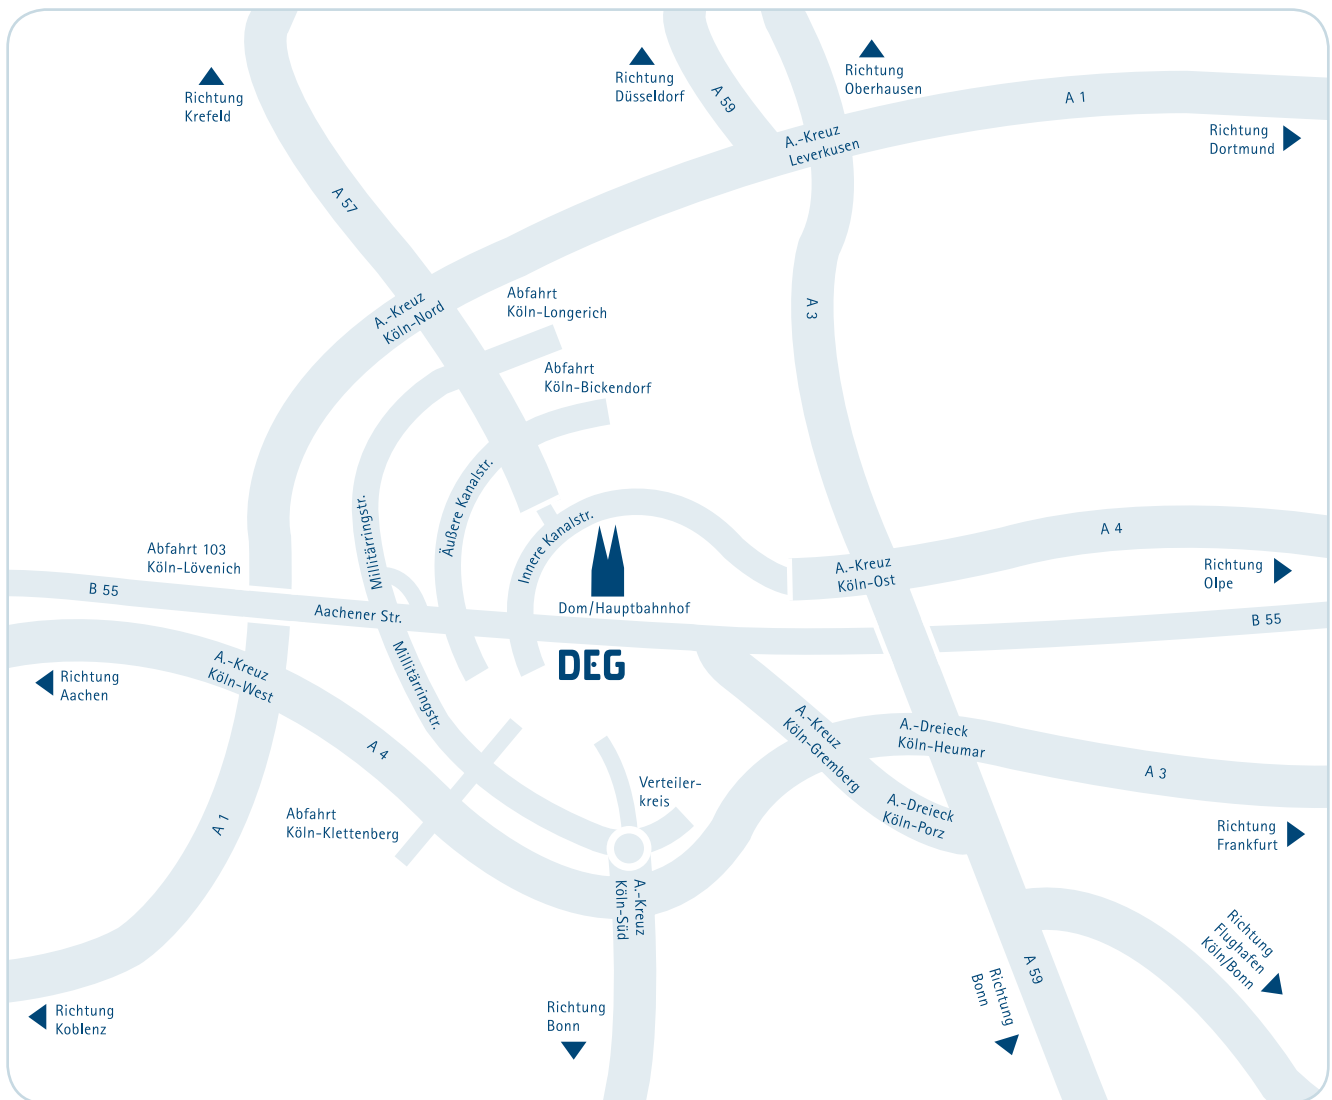 Richtung
Krefeld
Richtung
Düsseldorf
Richtung
Oberhausen
A 59
A 1
Richtung
Dortmund
A.-Kreuz
Leverkusen
A 57
A.-Kreuz
Köln-Nord
Abfahrt
Köln-Longerich
A 3
Abfahrt
Köln-Bickendorf
Millitärringstr.
Äußere Kanalstr.
Innere Kanalstr.
A 4
Abfahrt 103
Köln-Lövenich
A.-Kreuz
Köln-Ost
Richtung
Olpe
B 55
Aachener Str.
Dom/Hauptbahnhof
B 55
DEG
A.-Kreuz
Köln-West
Richtung
Aachen
Millitärringstr.
A.-Kreuz
Köln-Gremberg
A.-Dreieck
Köln-Heumar
A 4
A 3
Verteiler-
kreis
A.-Dreieck
Köln-Porz
A 1
Abfahrt
Köln-Klettenberg
Richtung
Frankfurt
A.-Kreuz
Köln-Süd
Richtung
Flughafen
Köln/Bonn
A 59
Richtung
Bonn
Richtung
Koblenz
Richtung
Bonn